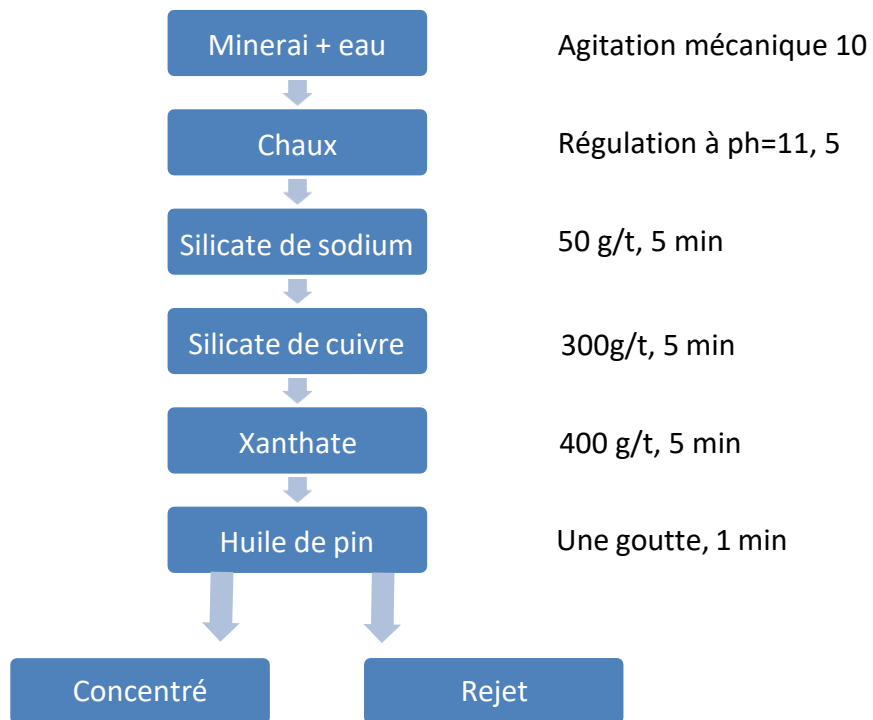 Minerai + eau
Agitation mécanique 10
Chaux
Régulation à ph=11, 5
Silicate de sodium
50 g/t, 5 min
Silicate de cuivre
300g/t, 5 min
Xanthate
400 g/t, 5 min
Huile de pin
Une goutte, 1 min
Concentré
Rejet